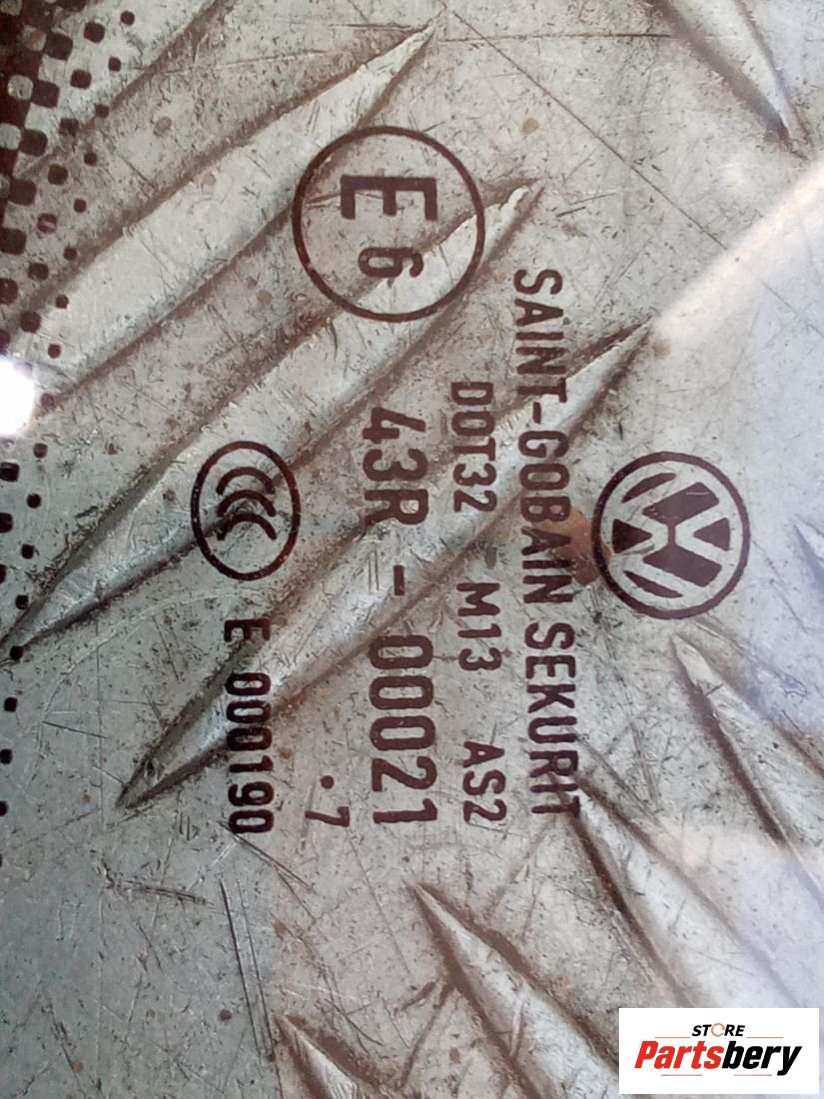 SAINT-GOBAIN SEKURIT
DOT32 M13 AS2
E6
43R-00021
.7
E 000190
STORE
Partsbery